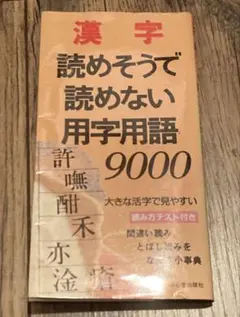 漢字
読めそうで
読めない
用字用語
9000
大きな活字で見やすい
読み方テスト付き
間違い読み
とばし読みを
なくす小事典
許
嘸
酣
禾
亦
淦